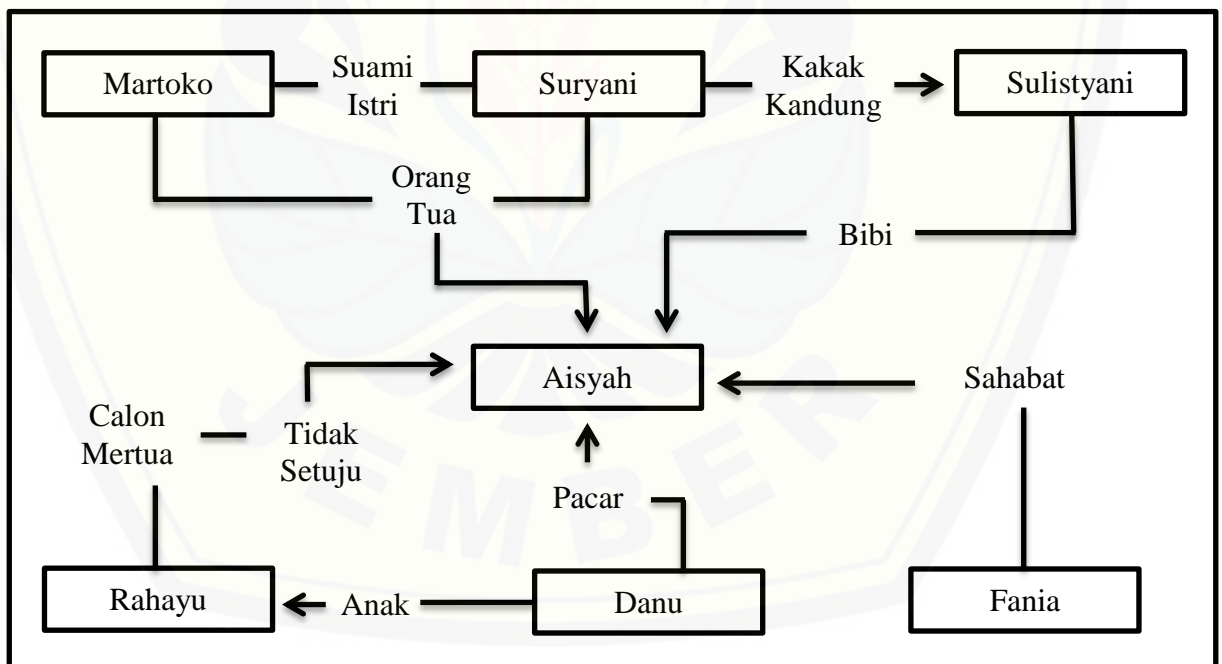 Martoko
Suami
Istri
Suryani
Kakak
Kandung
Sulistyani
Orang
Tua
Bibi
Aisyah
Sahabat
Calon
Mertua
Tidak
Setuju
Pacar
Rahayu
Anak
Danu
Fania
JEMBER